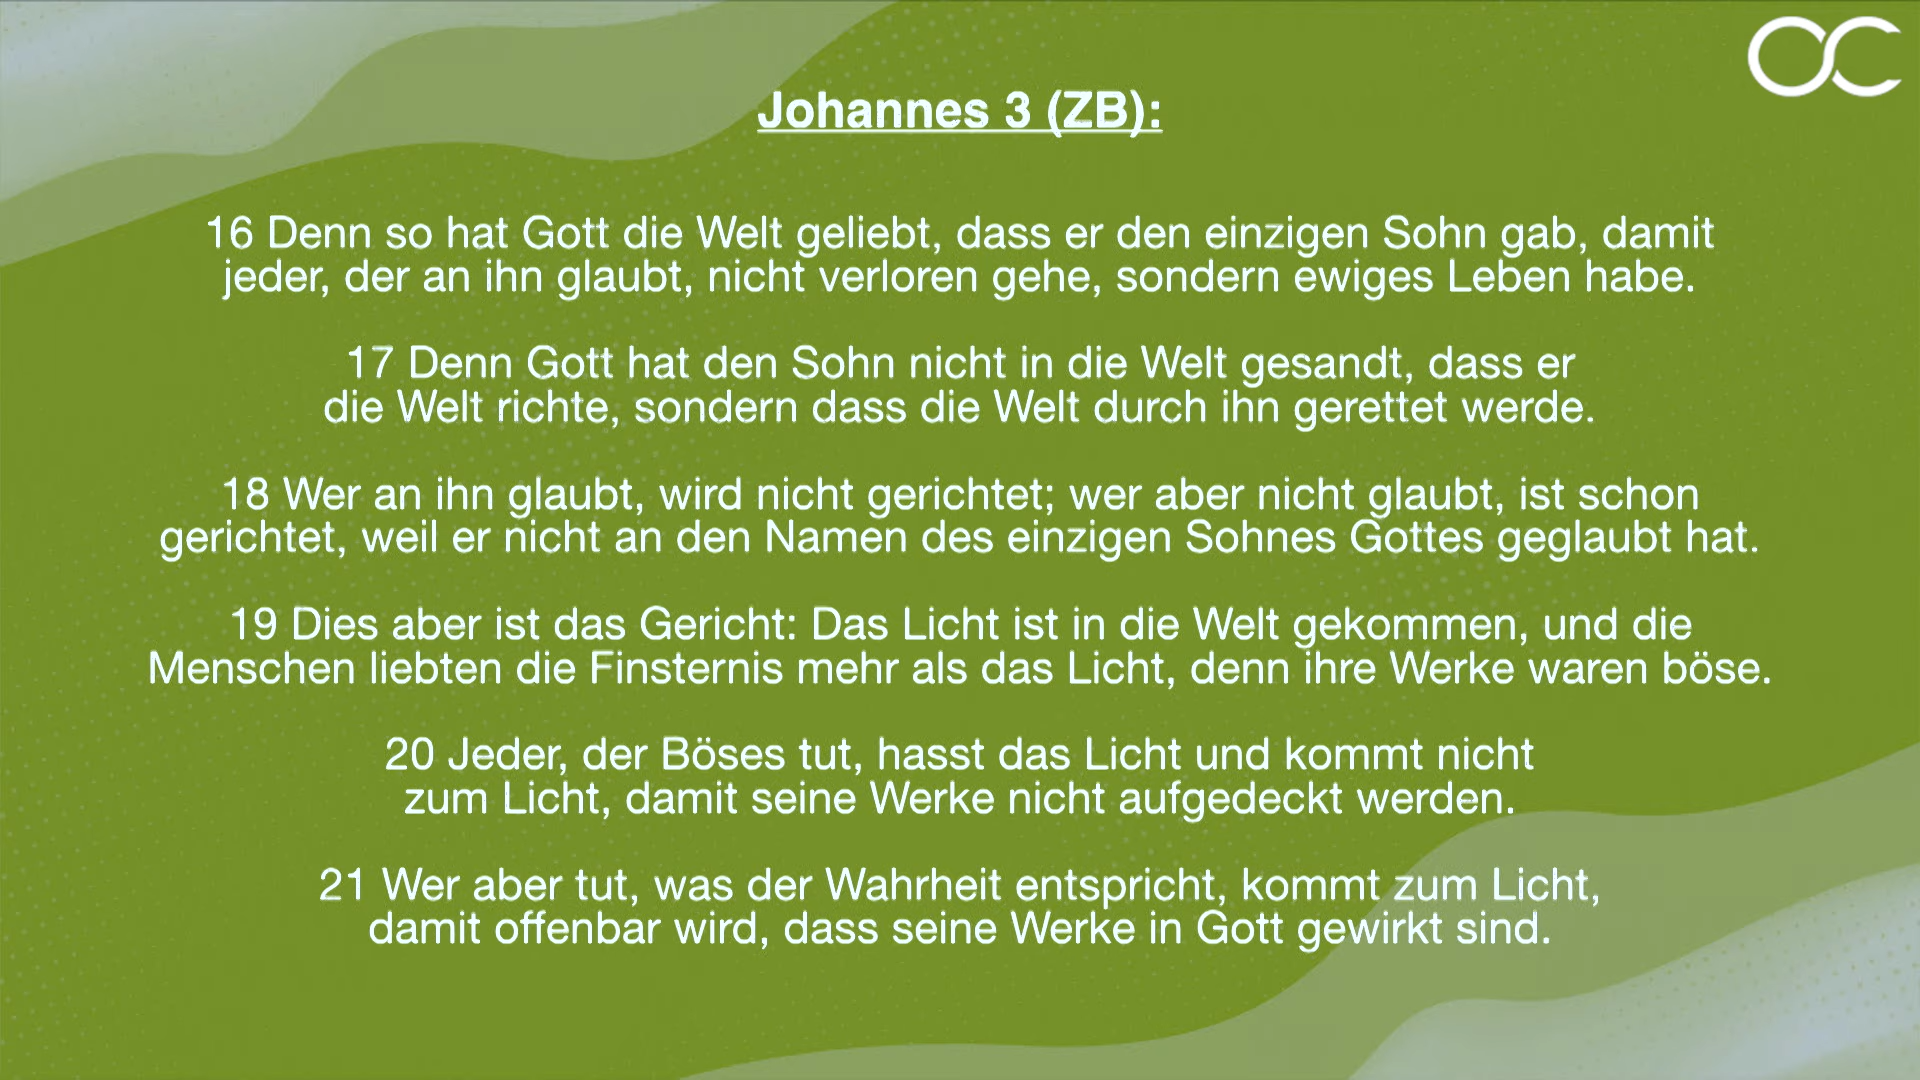 OC
Johannes 3 (ZB):
16 Denn so hat Gott die Welt geliebt, dass er den einzigen Sohn gab, damit
jeder, der an ihn glaubt, nicht verloren gehe, sondern ewiges Leben habe.
17 Denn Gott hat den Sohn nicht in die Welt gesandt, dass er
die Welt richte, sondern dass die Welt durch ihn gerettet werde.
18 Wer an ihn glaubt, wird nicht gerichtet; wer aber nicht glaubt, ist schon
gerichtet, weil er nicht an den Namen des einzigen Sohnes Gottes geglaubt hat.
19 Dies aber ist das Gericht: Das Licht ist in die Welt gekommen, und die
Menschen liebten die Finsternis mehr als das Licht, denn ihre Werke waren böse.
20 Jeder, der Böses tut, hasst das Licht und kommt nicht
zum Licht, damit seine Werke nicht aufgedeckt werden.
21 Wer aber tut, was der Wahrheit entspricht, kommt zum Licht,
damit offenbar wird, dass seine Werke in Gott gewirkt sind.